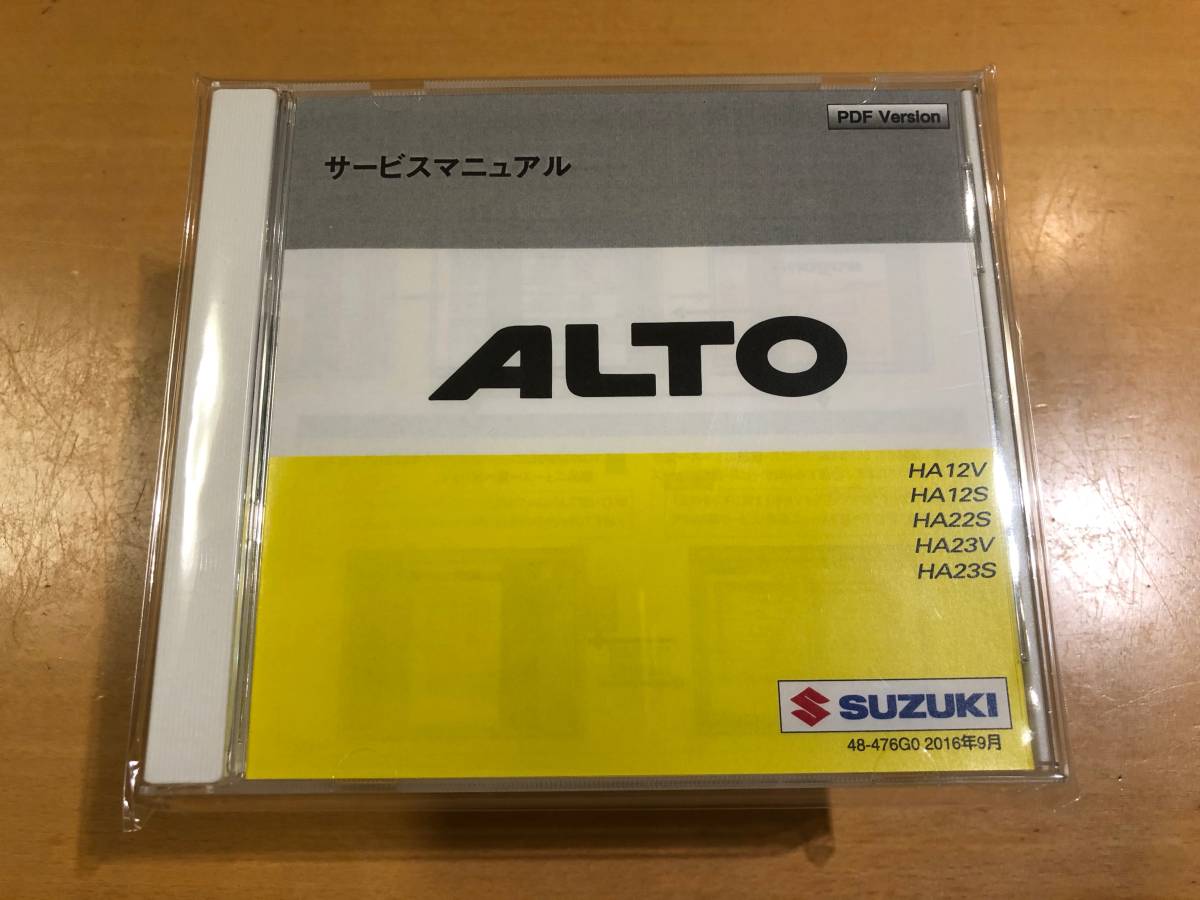 PDF Version
サービスマニュアル
ALTO
HA12V
HA12S
HA22S
HA23V
HA23S
SUZUKI
48-476G0 2016年9月